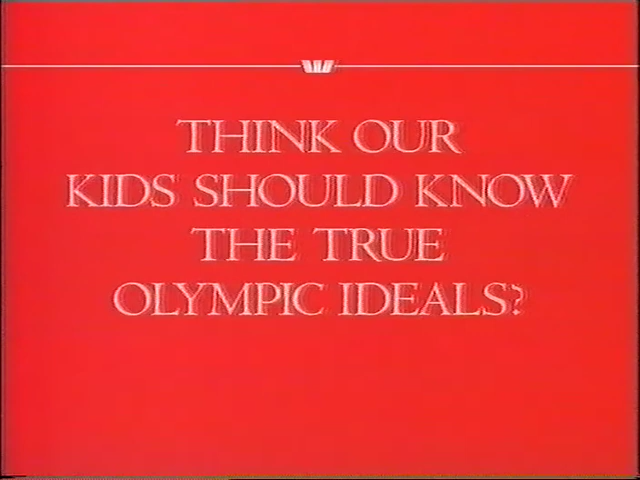 THINK OUR
KIDS SHOULD KNOW
THE TRUE
OLYMPIC IDEALS?